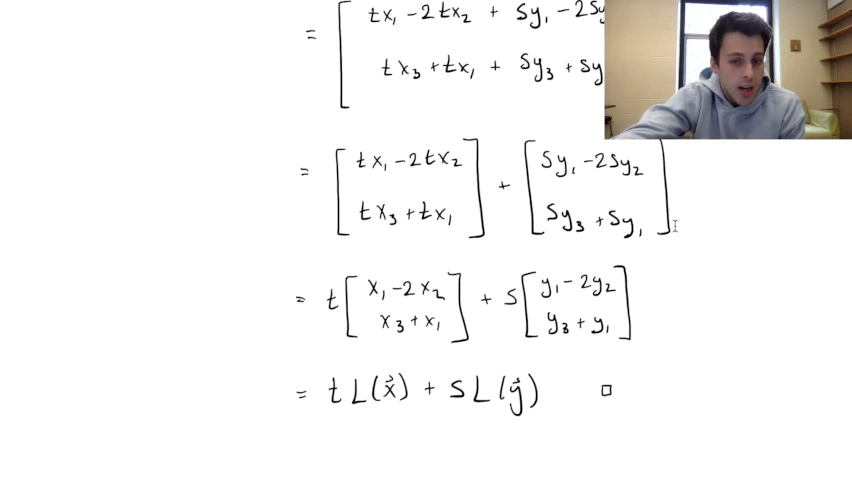 = [ tx₁ - 2tx₂ + sy₁ - 2sy
tx₃ + tx₁ + sy₃ + sy
= [ tx₁ - 2tx₂ ] + [ sy₁ - 2sy₂ ]
[ tx₃ + tx₁ ] [ sy₃ + sy₁ ]
= t [ x₁ - 2x₂ ] + s [ y₁ - 2y₂ ]
[ x₃ + x₁ ] [ y₃ + y₁ ]
= t L(x⃗) + s L(y⃗) □